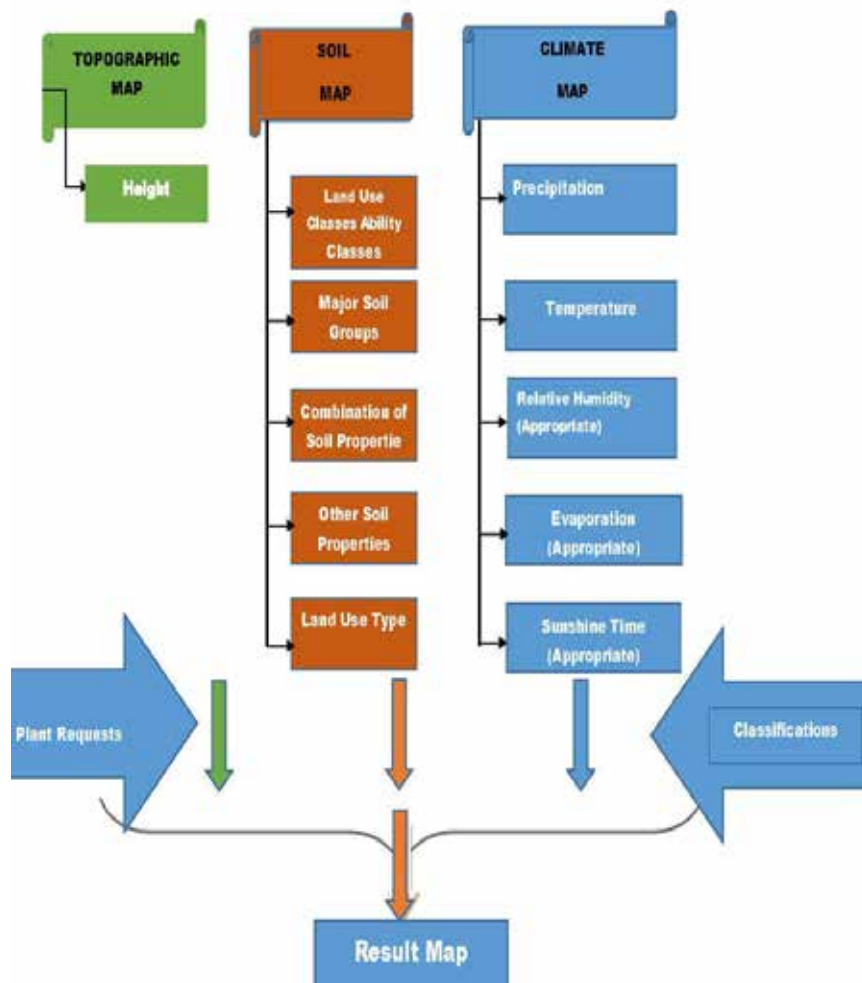 TOPOGRAPHIC
MAP
Height
SOIL
MAP
Land Use
Classes Ability
Classes
Major Soil
Groups
Combination of
Soil Propertie
Other Soil
Properties
Land Use Type
CLIMATE
MAP
Precipitation
Temperature
Relative Humidity
(Appropriate)
Evaporation
(Appropriate)
Sunshine Time
(Appropriate)
Plant Requests
Classifications
Result Map